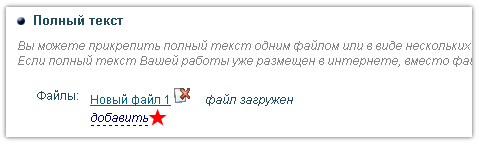 Полный текст
Вы можете прикрепить полный текст одним файлом или в виде нескольких
Если полный текст Вашей работы уже размещен в интернете, вместо
Файлы: Новый файл 1 файл загружен
добавить